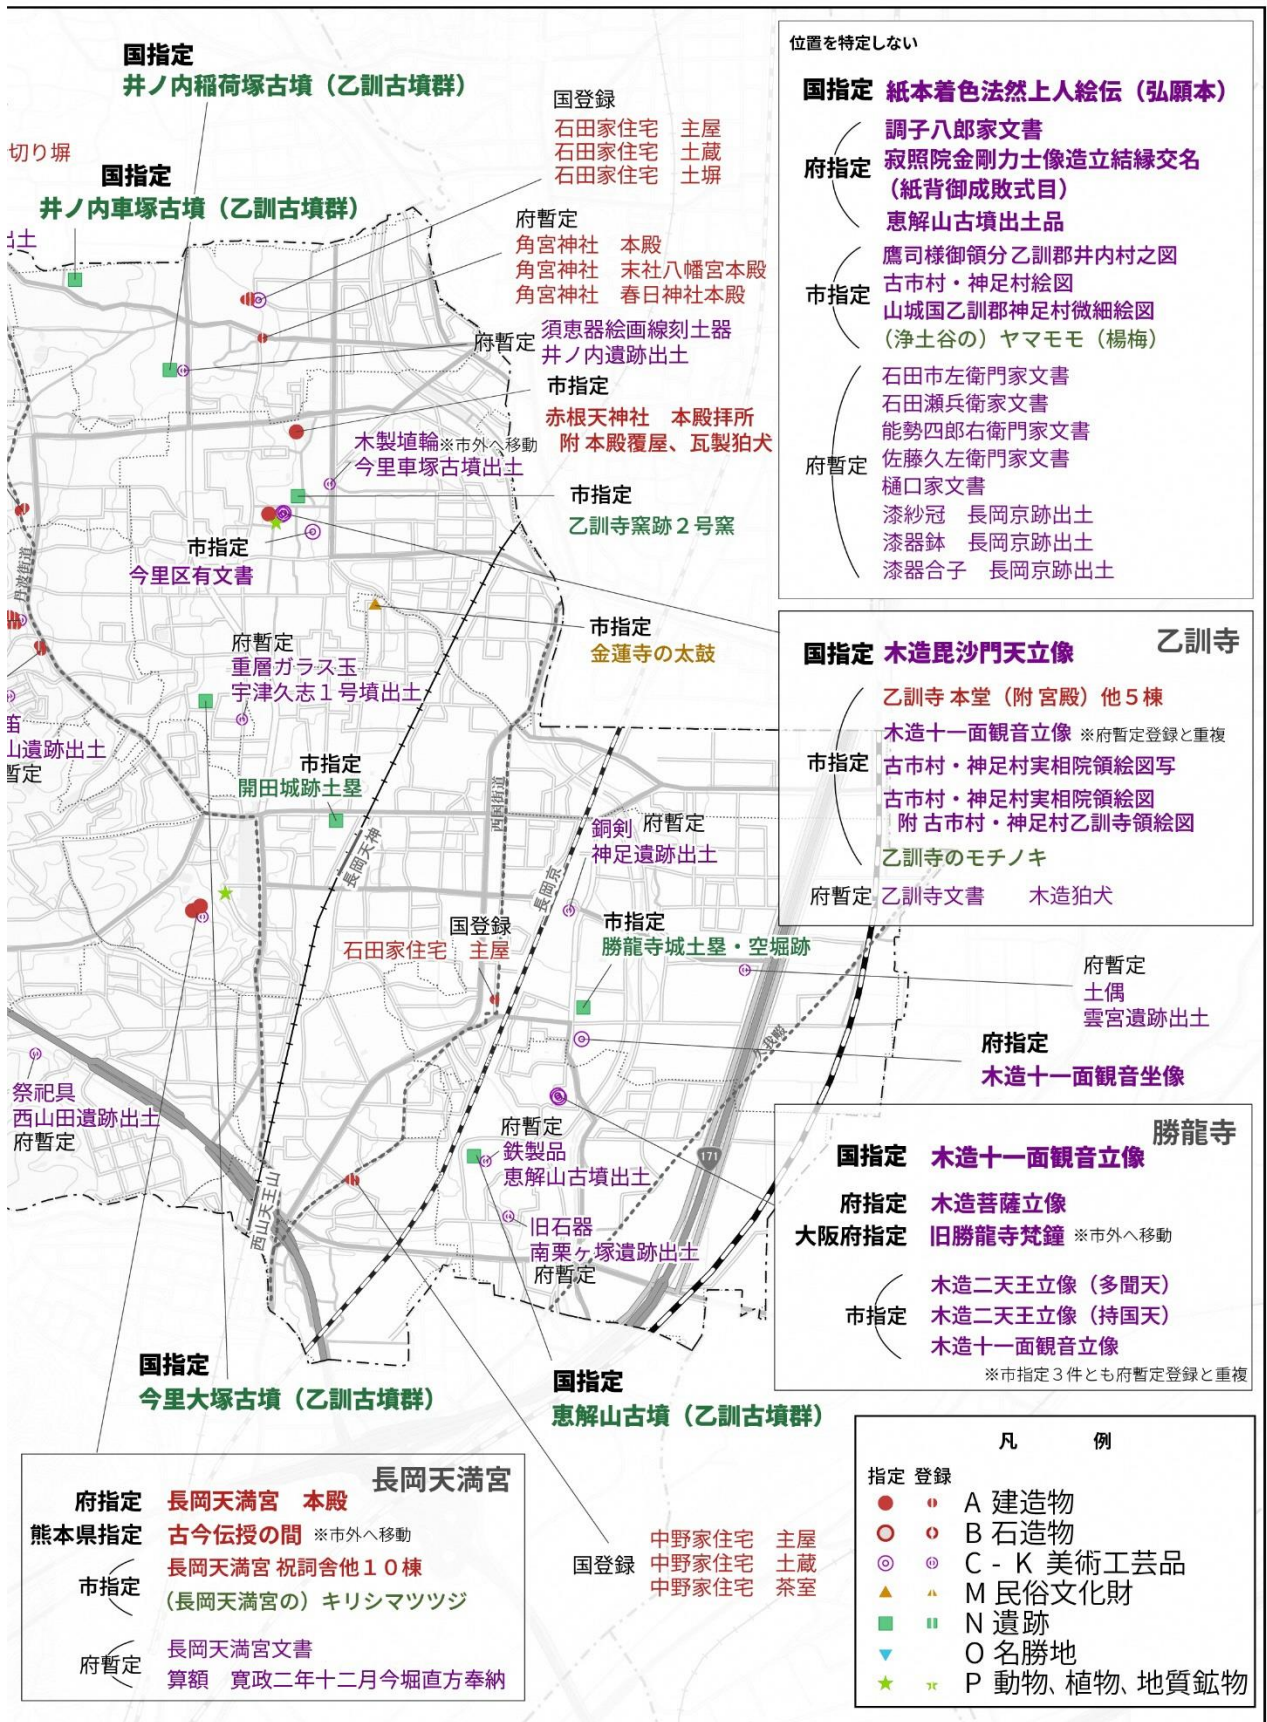 国指定
井ノ内稲荷塚古墳（乙訓古墳群）
切り塀
国指定
井ノ内車塚古墳（乙訓古墳群）
出土
国登録
石田家住宅　主屋
石田家住宅　土蔵
石田家住宅　土塀
府暫定
角宮神社　本殿
角宮神社　末社八幡宮本殿
角宮神社　春日神社本殿
府暫定
須恵器絵画線刻土器
井ノ内遺跡出土
市指定
赤根天神社　本殿拝所
附 本殿覆屋、瓦製狛犬
木製埴輪※市外へ移動
今里車塚古墳出土
市指定
乙訓寺窯跡２号窯
市指定
今里区有文書
丹波街道
市指定
金蓮寺の太鼓
府暫定
重層ガラス玉
宇津久志１号墳出土
笛
山遺跡出土
暫定
市指定
開田城跡土塁
西国街道
長岡天神
長岡京
銅剣　府暫定
神足遺跡出土
国登録
石田家住宅　主屋
市指定
勝龍寺城土塁・空堀跡
久我畷
府暫定
土偶
雲宮遺跡出土
府指定
木造十一面観音坐像
祭祀具
西山田遺跡出土
府暫定
府暫定
鉄製品
恵解山古墳出土
171
西山天王山
旧石器
南栗ヶ塚遺跡出土
府暫定
国指定
今里大塚古墳（乙訓古墳群）
国指定
恵解山古墳（乙訓古墳群）
国登録
中野家住宅　主屋
中野家住宅　土蔵
中野家住宅　茶室
位置を特定しない
国指定　紙本着色法然上人絵伝（弘願本）
府指定
調子八郎家文書
寂照院金剛力士像造立結縁交名
（紙背御成敗式目）
恵解山古墳出土品
市指定
鷹司様御領分乙訓郡井内村之図
古市村・神足村絵図
山城国乙訓郡神足村微細絵図
（浄土谷の）ヤマモモ（楊梅）
府暫定
石田市左衛門家文書
石田瀬兵衛家文書
能勢四郎右衛門家文書
佐藤久左衛門家文書
樋口家文書
漆紗冠　長岡京跡出土
漆器鉢　長岡京跡出土
漆器合子　長岡京跡出土
乙訓寺
国指定　木造毘沙門天立像
市指定
乙訓寺 本堂（附 宮殿）他５棟
木造十一面観音立像 ※府暫定登録と重複
古市村・神足村実相院領絵図写
古市村・神足村実相院領絵図
附 古市村・神足村乙訓寺領絵図
乙訓寺のモチノキ
府暫定　乙訓寺文書　　木造狛犬
勝龍寺
国指定　木造十一面観音立像
府指定　木造菩薩立像
大阪府指定　旧勝龍寺梵鐘 ※市外へ移動
市指定
木造二天王立像（多聞天）
木造二天王立像（持国天）
木造十一面観音立像
※市指定３件とも府暫定登録と重複
長岡天満宮
府指定　長岡天満宮　本殿
熊本県指定　古今伝授の間 ※市外へ移動
市指定
長岡天満宮 祝詞舎他１０棟
（長岡天満宮の）キリシマツツジ
府暫定
長岡天満宮文書
算額　寛政二年十二月今堀直方奉納
凡　例
指定 登録
A 建造物
B 石造物
C - K 美術工芸品
M 民俗文化財
N 遺跡
O 名勝地
P 動物、植物、地質鉱物